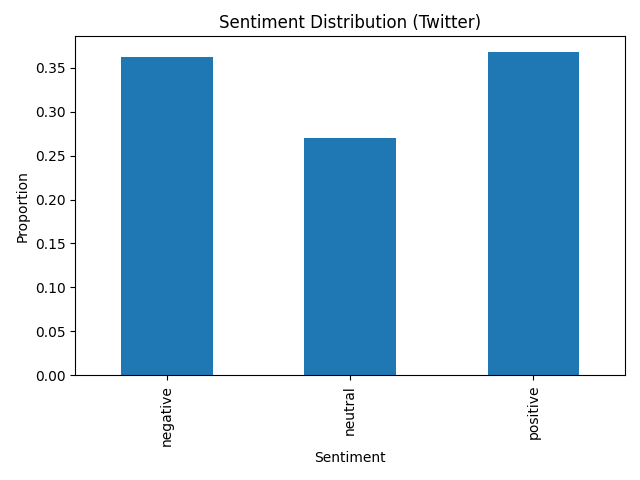 Sentiment Distribution (Twitter)
Proportion
0.35
0.30
0.25
0.20
0.15
0.10
0.05
0.00
negative
neutral
positive
Sentiment